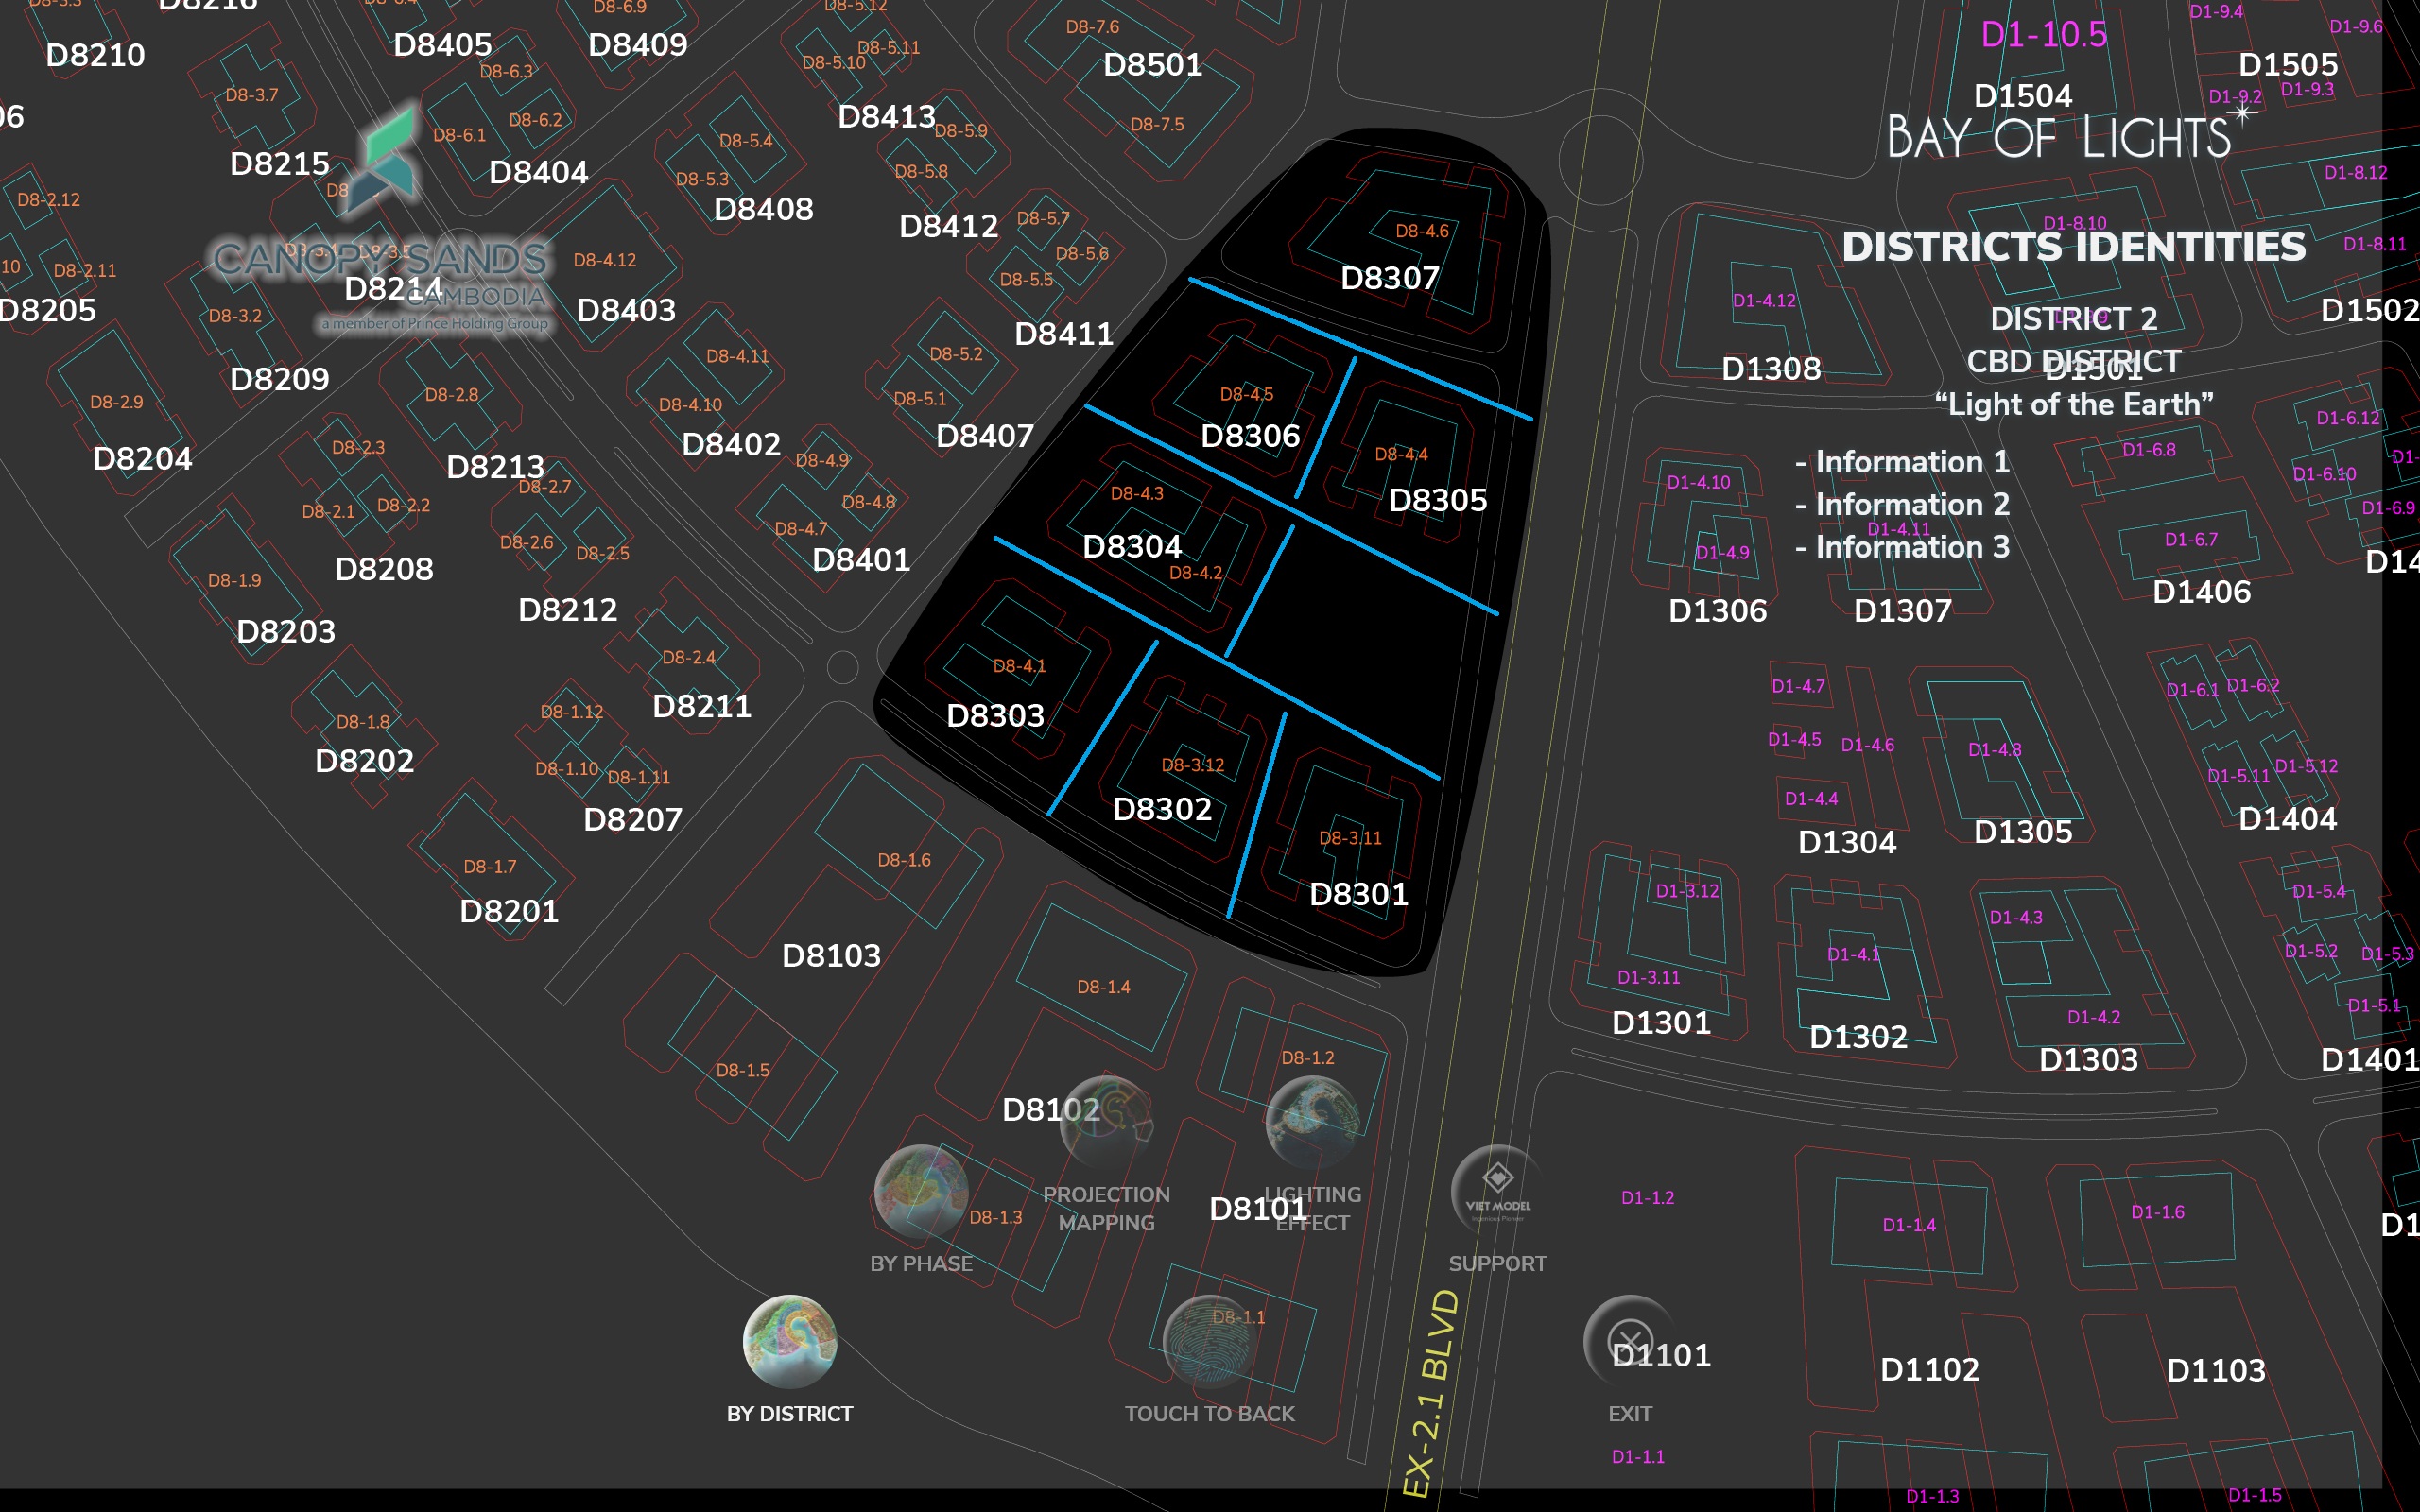 D8216
D8-6.4
D8-6.9
D8-5.12
D1-9.4
D8210
D8405
D8409
D8-7.6
D1-10.5
D1-9.6
D8-5.11
D8-5.10
D8501
D1505
D8-6.3
D8-3.7
D1504
D1-9.2
D1-9.3
06
D8413
D8-6.2
D8-6.1
D8-5.9
D8-7.5
BAY OF LIGHTS
D8215
D8404
D8-5.4
D8-5.3
D8-5.8
D1-8.12
D8-2.12
D8408
D8412
D8-5.7
D8-4.6
D1-8.10
DISTRICTS IDENTITIES
D1-8.11
CANOPY SANDS
D8-4.12
D8-5.6
D8-5.5
D8307
10
D8-2.11
D8214
CAMBODIA
D8205
D8403
a member of Prince Holding Group
D8-3.2
D8411
D1-4.12
DISTRICT 2
D1502
D8-4.11
D8-5.2
D1308
CBD DISTRICT
D1501
D8209
D8-2.9
D8-2.8
D8-4.10
D8-5.1
D8-4.5
“Light of the Earth”
D1-6.12
D8306
D8402
D8407
D8-2.3
D8204
D8213
D8-4.9
D8-4.4
- Information 1
D1-6.8
D1-6.10
D8-2.7
D8-4.3
D8305
D1-4.10
- Information 2
D8-2.1
D8-2.2
D8-4.8
D8-4.7
D1-6.9
D1-4.11
D8-2.6
D8-2.5
D8401
D8304
D1-4.9
- Information 3
D1-6.7
D8208
D8-4.2
D1406
D8-1.9
D8212
D1306
D1307
D8203
D8-2.4
D8-4.1
D1-4.7
D1-6.1
D1-6.2
D8211
D8303
D8-1.8
D8-1.12
D1-4.5
D1-4.6
D1-4.8
D8202
D8-1.10
D8-1.11
D8-3.12
D1-5.11
D1-5.12
D8302
D1-4.4
D8207
D1404
D1304
D1305
D8-1.7
D8-1.6
D8-3.11
D8301
D1-3.12
D1-5.4
D8201
D1-4.3
D8103
D1-4.1
D1-5.2
D1-5.3
D8-1.4
D1-3.11
D1-5.1
D1301
D1302
D1-4.2
D8-1.5
D8-1.2
D1303
D1401
D8102
VIET MODEL
PROJECTION
MAPPING
LIGHTING
EFFECT
D8101
D8-1.3
D1-1.2
D1-1.4
D1-1.6
BY PHASE
SUPPORT
D8-1.1
EX-2.1 BLVD
D1101
D1102
D1103
BY DISTRICT
TOUCH TO BACK
EXIT
D1-1.1
D1-1.3
D1-1.5